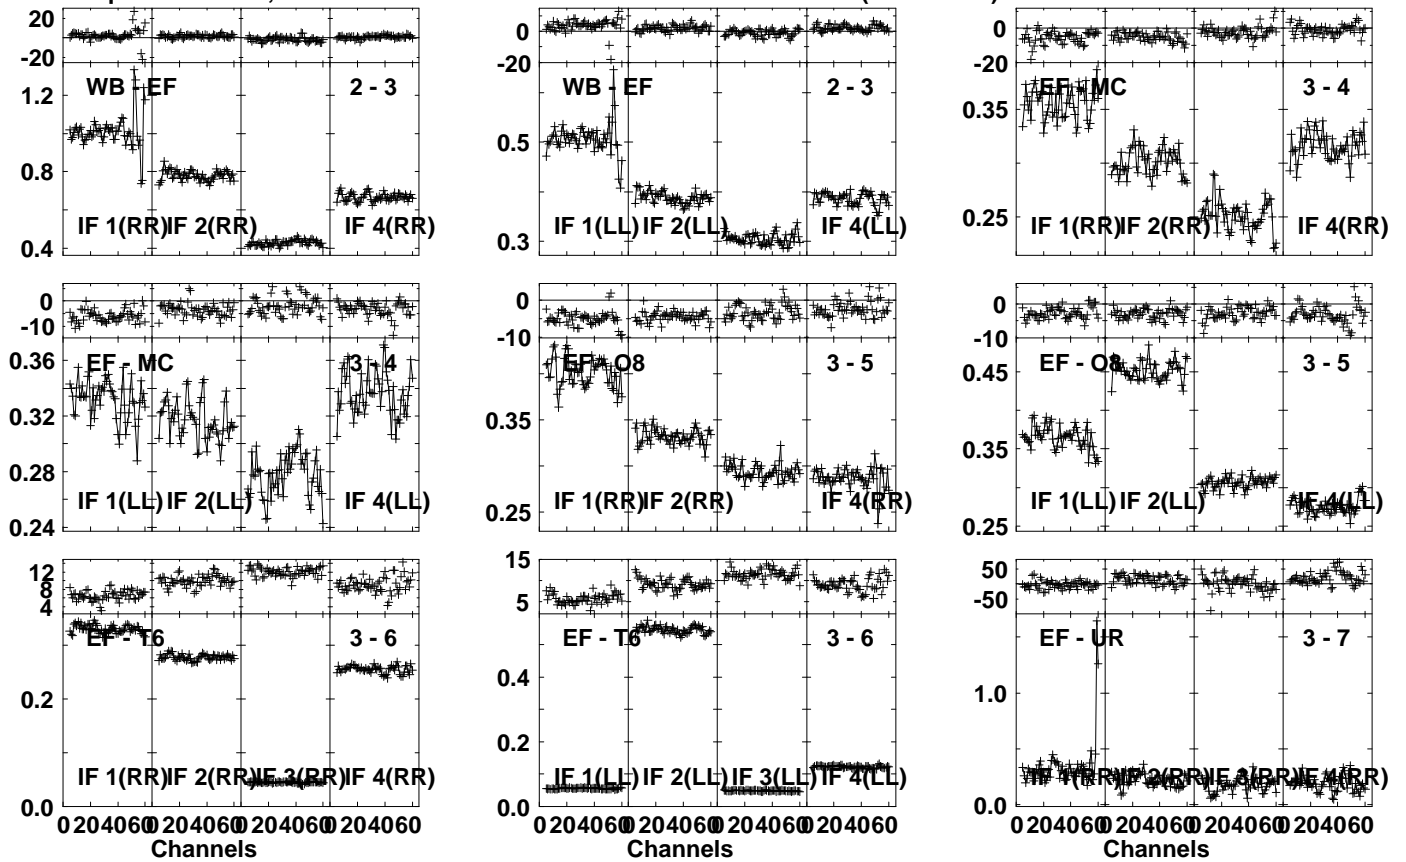 20 0 0
-20 -20 -20
WB - EF 2 - 3 WB - EF 2 - 3 EF - MC 3 - 4
1.2 0.35
0.5
0.8
0.25
IF 1(RR) IF 2(RR) IF 4(RR) IF 1(LL) IF 2(LL) IF 4(LL) IF 1(RR) IF 2(RR) IF 4(RR)
0.4 0.3
0 0 0
-10 -10 -10
0.36 EF - MC 3 - 4 EF - O8 3 - 5 EF - O8 3 - 5
0.45
0.32 0.35 0.35
0.28
IF 1(LL) IF 2(LL) IF 4(LL) IF 1(RR) IF 2(RR) IF 4(RR) IF 1(LL) IF 2(LL) IF 4(LL)
0.24 0.25 0.25
12 15 50
8
4 5 -50
EF - T6 3 - 6 EF - T6 3 - 6 EF - UR 3 - 7
0.2 0.4 1.0
0.2
IF 1(RR) IF 2(RR) IF 3(RR) IF 4(RR) IF 1(LL) IF 2(LL) IF 3(LL) IF 4(LL) IF 1(RR) IF 2(RR) IF 3(RR) IF 4(RR)
0.0 0.0 0.0
0 20 40 60 0 20 40 60 0 20 40 60 0 20 40 60 0 20 40 60 0 20 40 60 0 20 40 60 0 20 40 60 0 20 40 60 0 20 40 60 0 20 40 60 0 20 40 60
Channels Channels Channels